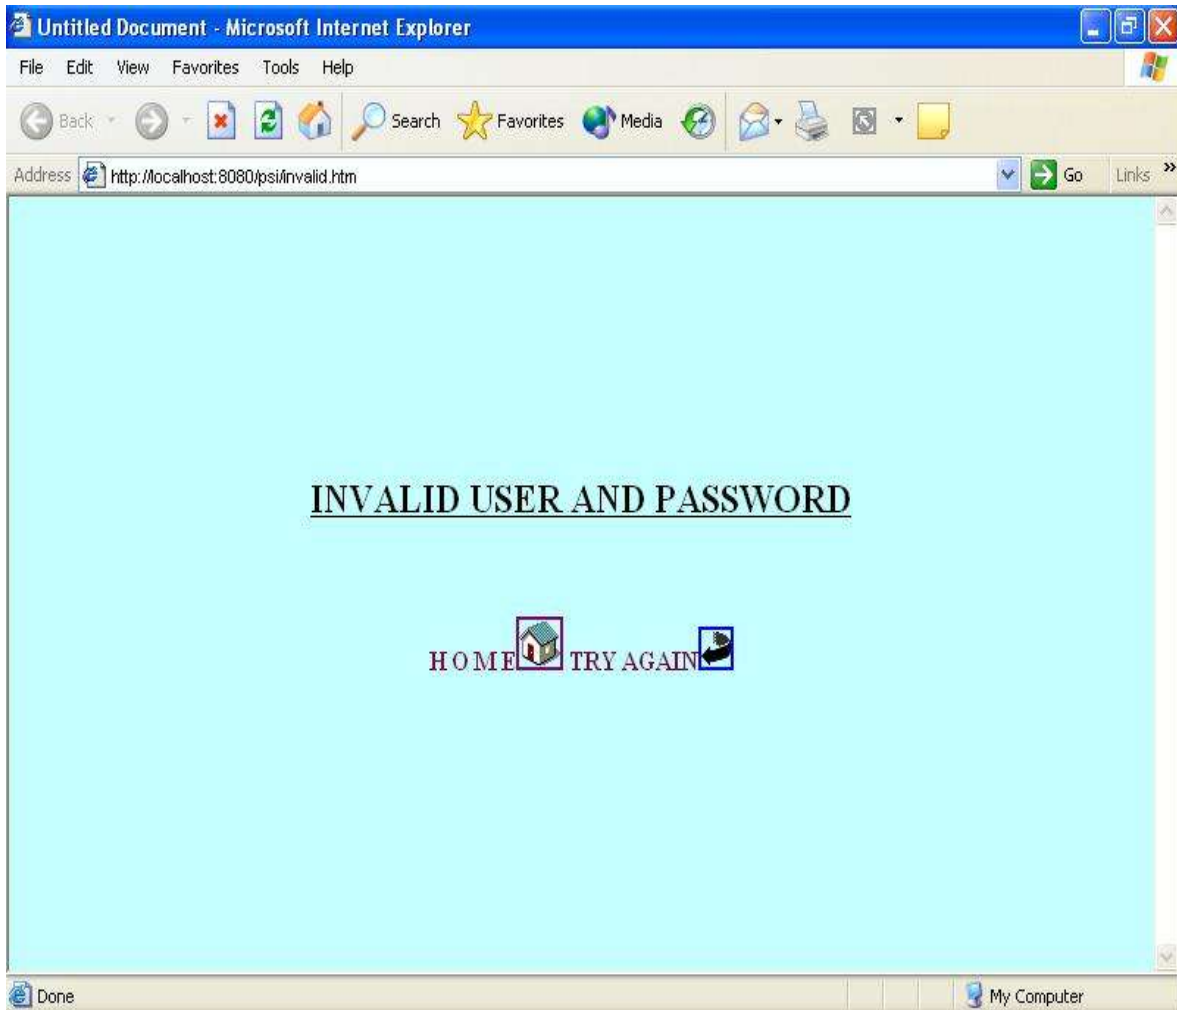 Untitled Document - Microsoft Internet Explorer
File Edit View Favorites Tools Help
Back Search Favorites Media
Address http://localhost:8080/psi/invalid.htm Go Links »
INVALID USER AND PASSWORD
H O M E TRY AGAIN
Done My Computer